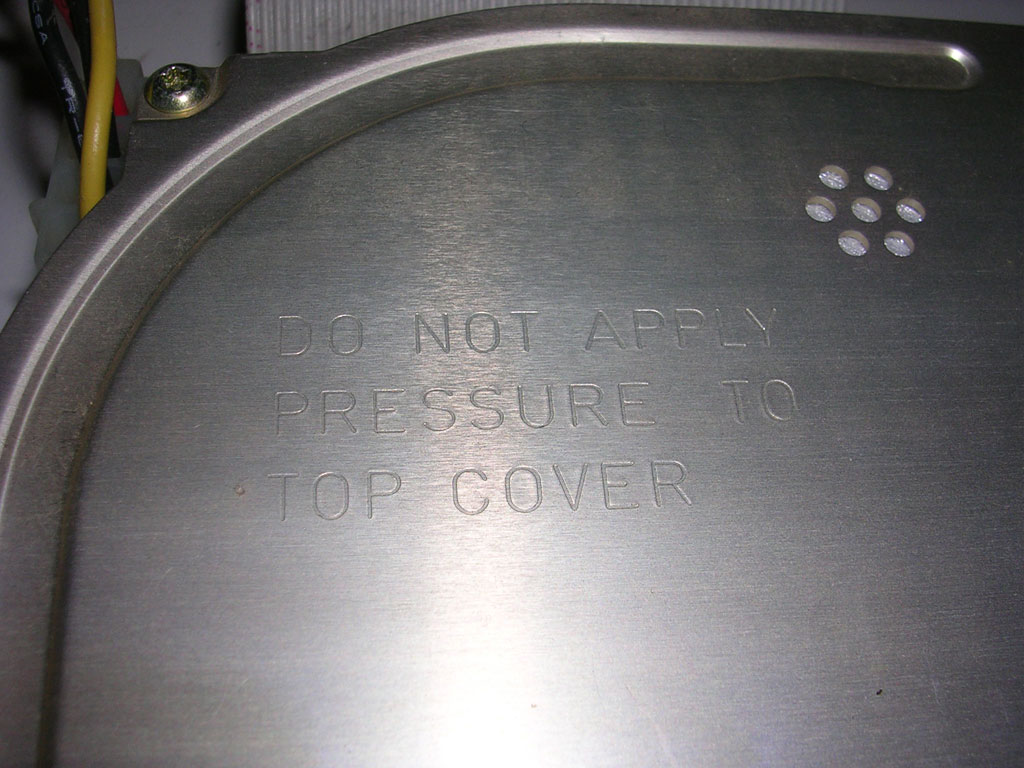 DO NOT APPLY
PRESSURE TO
TOP COVER